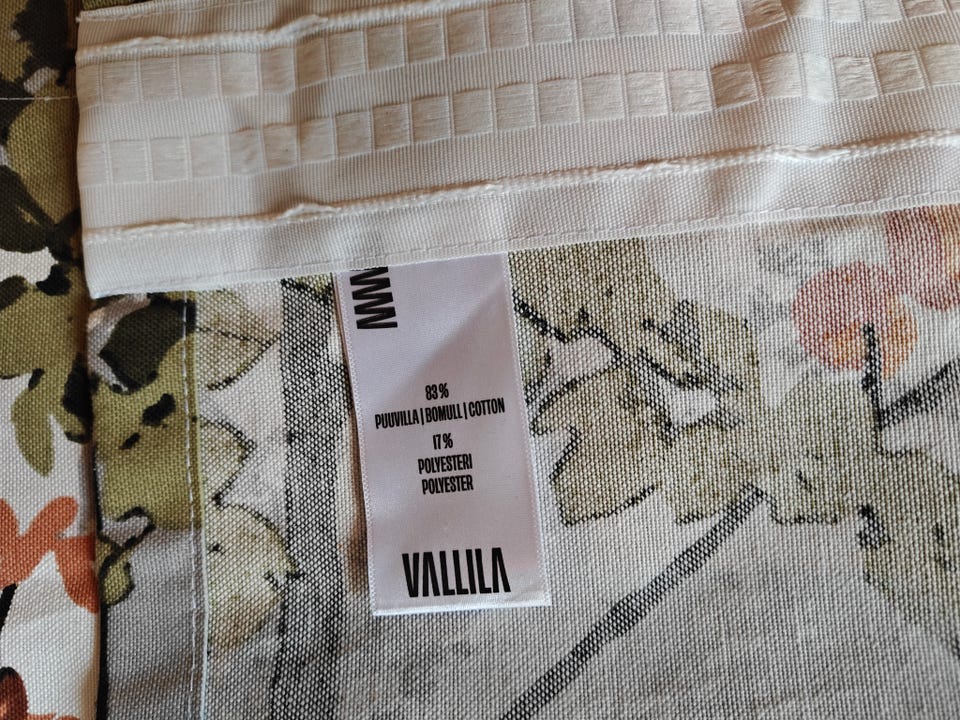 83 %
PUUVILLA | BOMULL | COTTON
17 %
POLYESTERI
POLYESTER
VALLILA